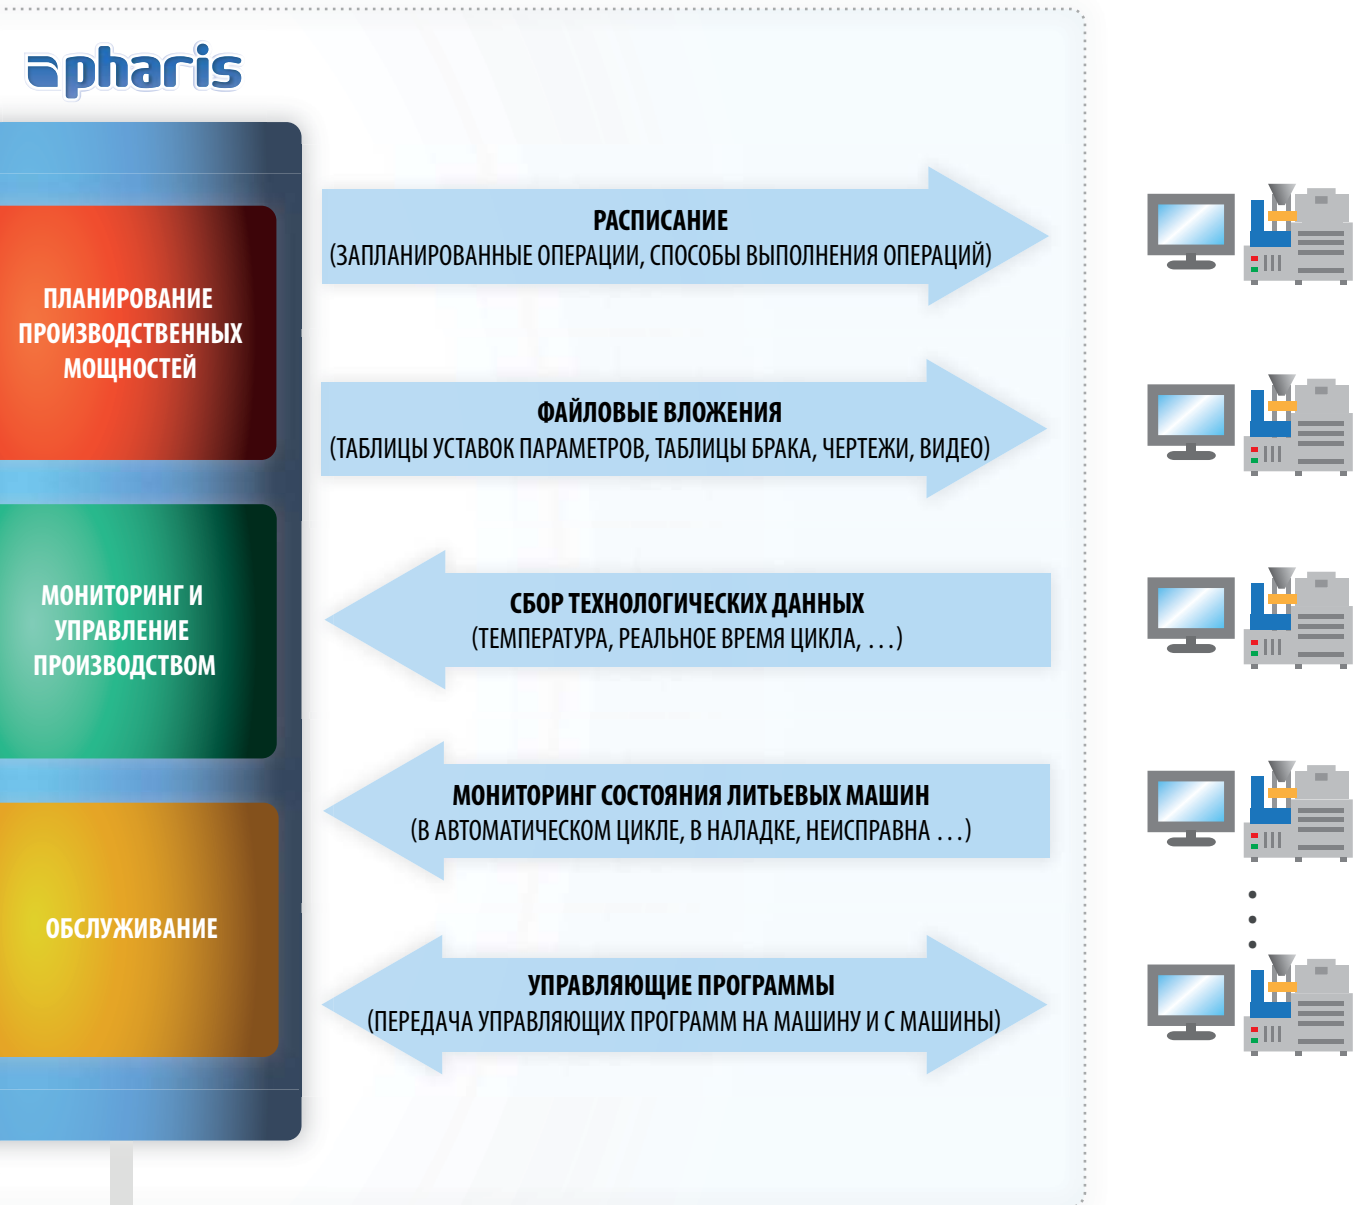 pharis
ПЛАНИРОВАНИЕ
ПРОИЗВОДСТВЕННЫХ
МОЩНОСТЕЙ
МОНИТОРИНГ И
УПРАВЛЕНИЕ
ПРОИЗВОДСТВОМ
ОБСЛУЖИВАНИЕ
РАСПИСАНИЕ
(ЗАПЛАНИРОВАННЫЕ ОПЕРАЦИИ, СПОСОБЫ ВЫПОЛНЕНИЯ ОПЕРАЦИЙ)
ФАЙЛОВЫЕ ВЛОЖЕНИЯ
(ТАБЛИЦЫ УСТАВОК ПАРАМЕТРОВ, ТАБЛИЦЫ БРАКА, ЧЕРТЕЖИ, ВИДЕО)
СБОР ТЕХНОЛОГИЧЕСКИХ ДАННЫХ
(ТЕМПЕРАТУРА, РЕАЛЬНОЕ ВРЕМЯ ЦИКЛА, ...)
МОНИТОРИНГ СОСТОЯНИЯ ЛИТЬЕВЫХ МАШИН
(В АВТОМАТИЧЕСКОМ ЦИКЛЕ, В НАЛАДКЕ, НЕИСПРАВНА ...)
УПРАВЛЯЮЩИЕ ПРОГРАММЫ
(ПЕРЕДАЧА УПРАВЛЯЮЩИХ ПРОГРАММ НА МАШИНУ И С МАШИНЫ)